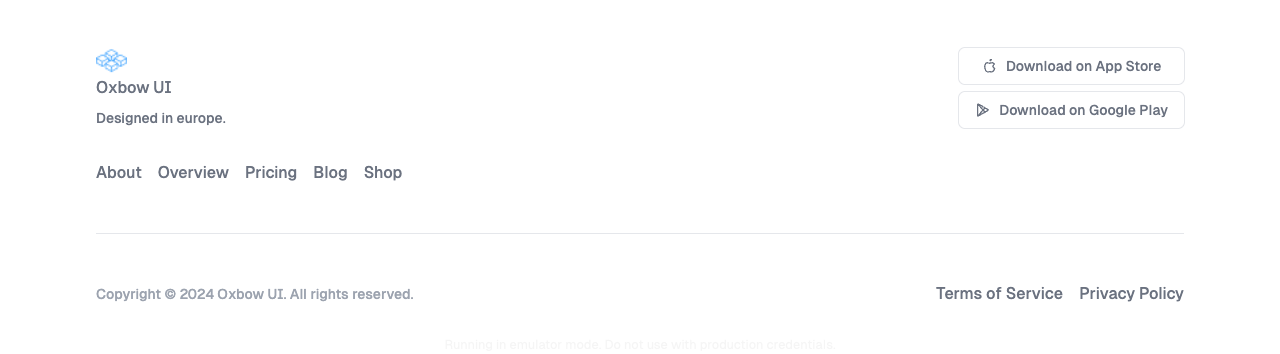 Oxbow UI
Designed in europe.
Download on App Store
Download on Google Play
About Overview Pricing Blog Shop
Copyright © 2024 Oxbow UI. All rights reserved.
Terms of Service Privacy Policy
Running in emulator mode. Do not use with production credentials.